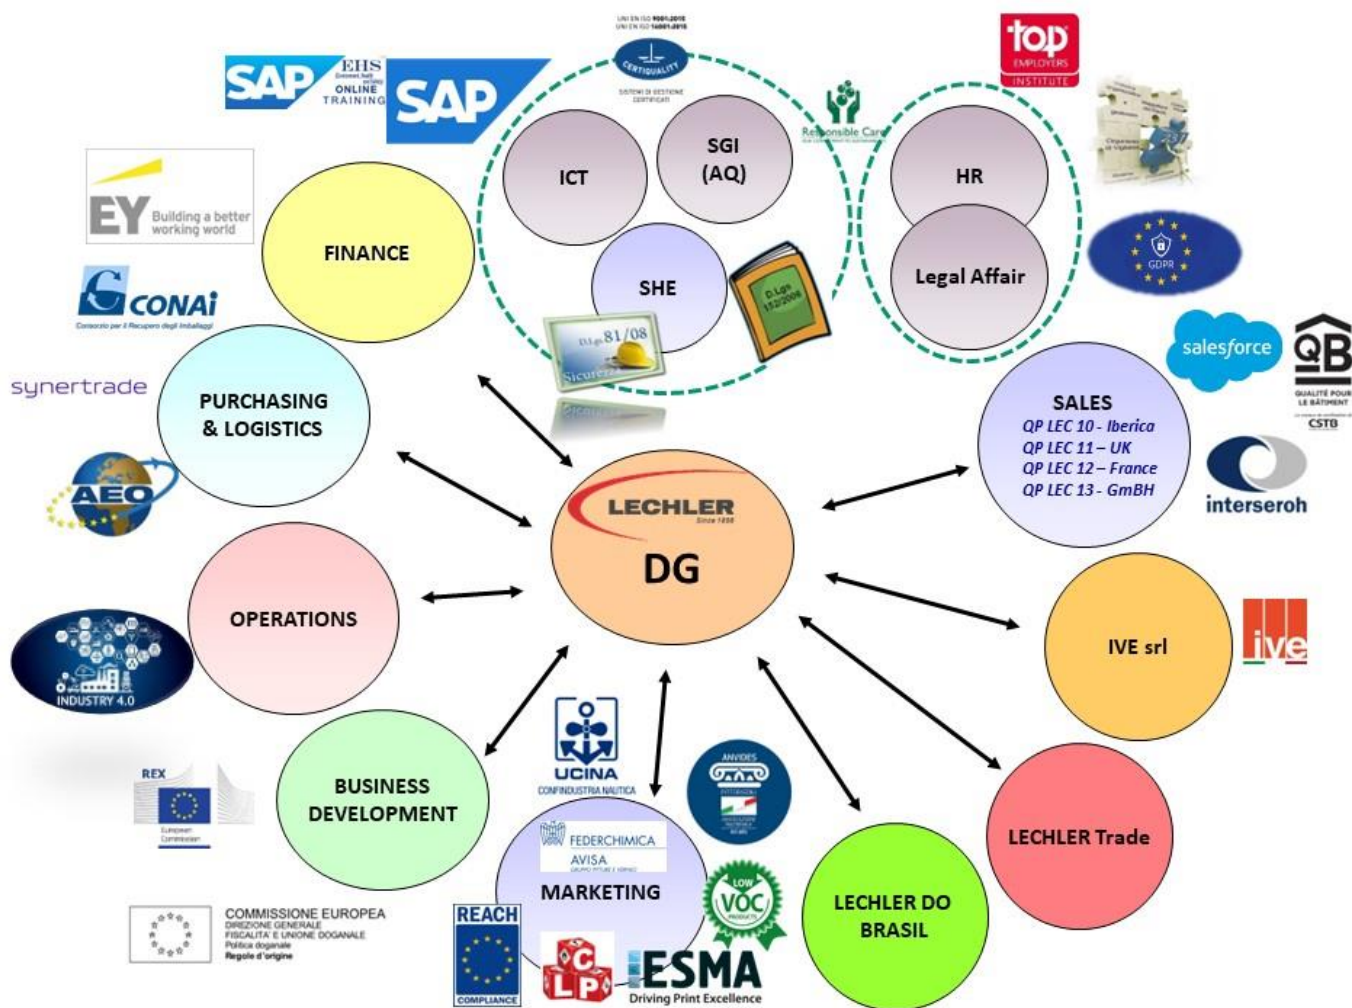 UNI EN ISO 9001:2015
UNI EN ISO 14001:2015
CERTIQUALITY
SISTEMI DI GESTIONE
CERTIFICATI
SAP
EHS
ONLINE
TRAINING
SAP
top
EMPLOYERS
INSTITUTE
Responsible Care
ICT
SGI
(AQ)
HR
SHE
Legal Affair
D.Lgs
152/2006
D.Lgs. 81/08
Sicurezza
GDPR
EY
Building a better
working world
FINANCE
CONAI
Consorzio per il Recupero degli Imballaggi
salesforce
QB
QUALITÉ POUR
LE BÂTIMENT
CSTB
synertrade
PURCHASING
& LOGISTICS
SALES
QP LEC 10 - Iberica
QP LEC 11 – UK
QP LEC 12 – France
QP LEC 13 - GmBH
interseroh
AEO
LECHLER
Since 1858
DG
OPERATIONS
IVE srl
ive
INDUSTRY 4.0
REX
European
Commission
BUSINESS
DEVELOPMENT
UCINA
CONFINDUSTRIA NAUTICA
ANVIDES
LECHLER Trade
FEDERCHIMICA
AVISA
GRUPPO PITTURE E VERNICI
MARKETING
LOW
VOC
PRODUCTS
LECHLER DO
BRASIL
COMMISSIONE EUROPEA
DIREZIONE GENERALE
FISCALITA' E UNIONE DOGANALE
Politica doganale
Regole d'origine
REACH
COMPLIANCE
CLP
ESMA
Driving Print Excellence